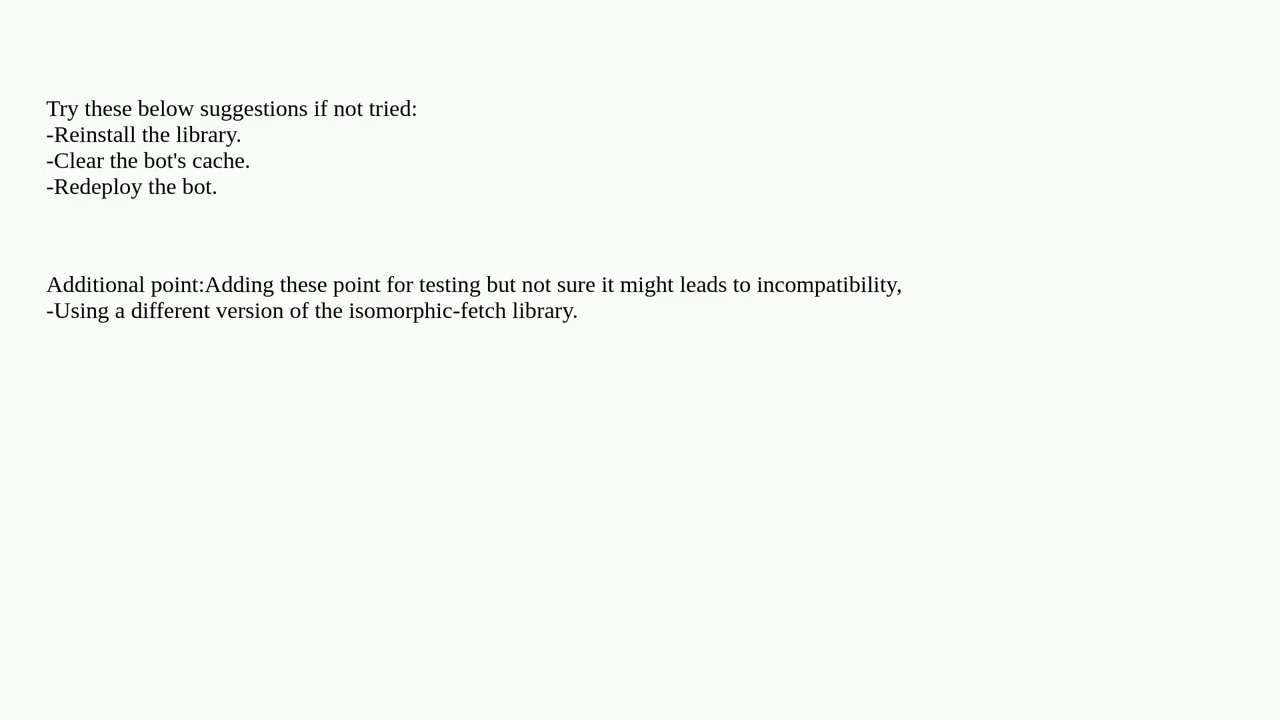 Try these below suggestions if not tried:
-Reinstall the library.
-Clear the bot's cache.
-Redeploy the bot.
Additional point:Adding these point for testing but not sure it might leads to incompatibility,
-Using a different version of the isomorphic-fetch library.